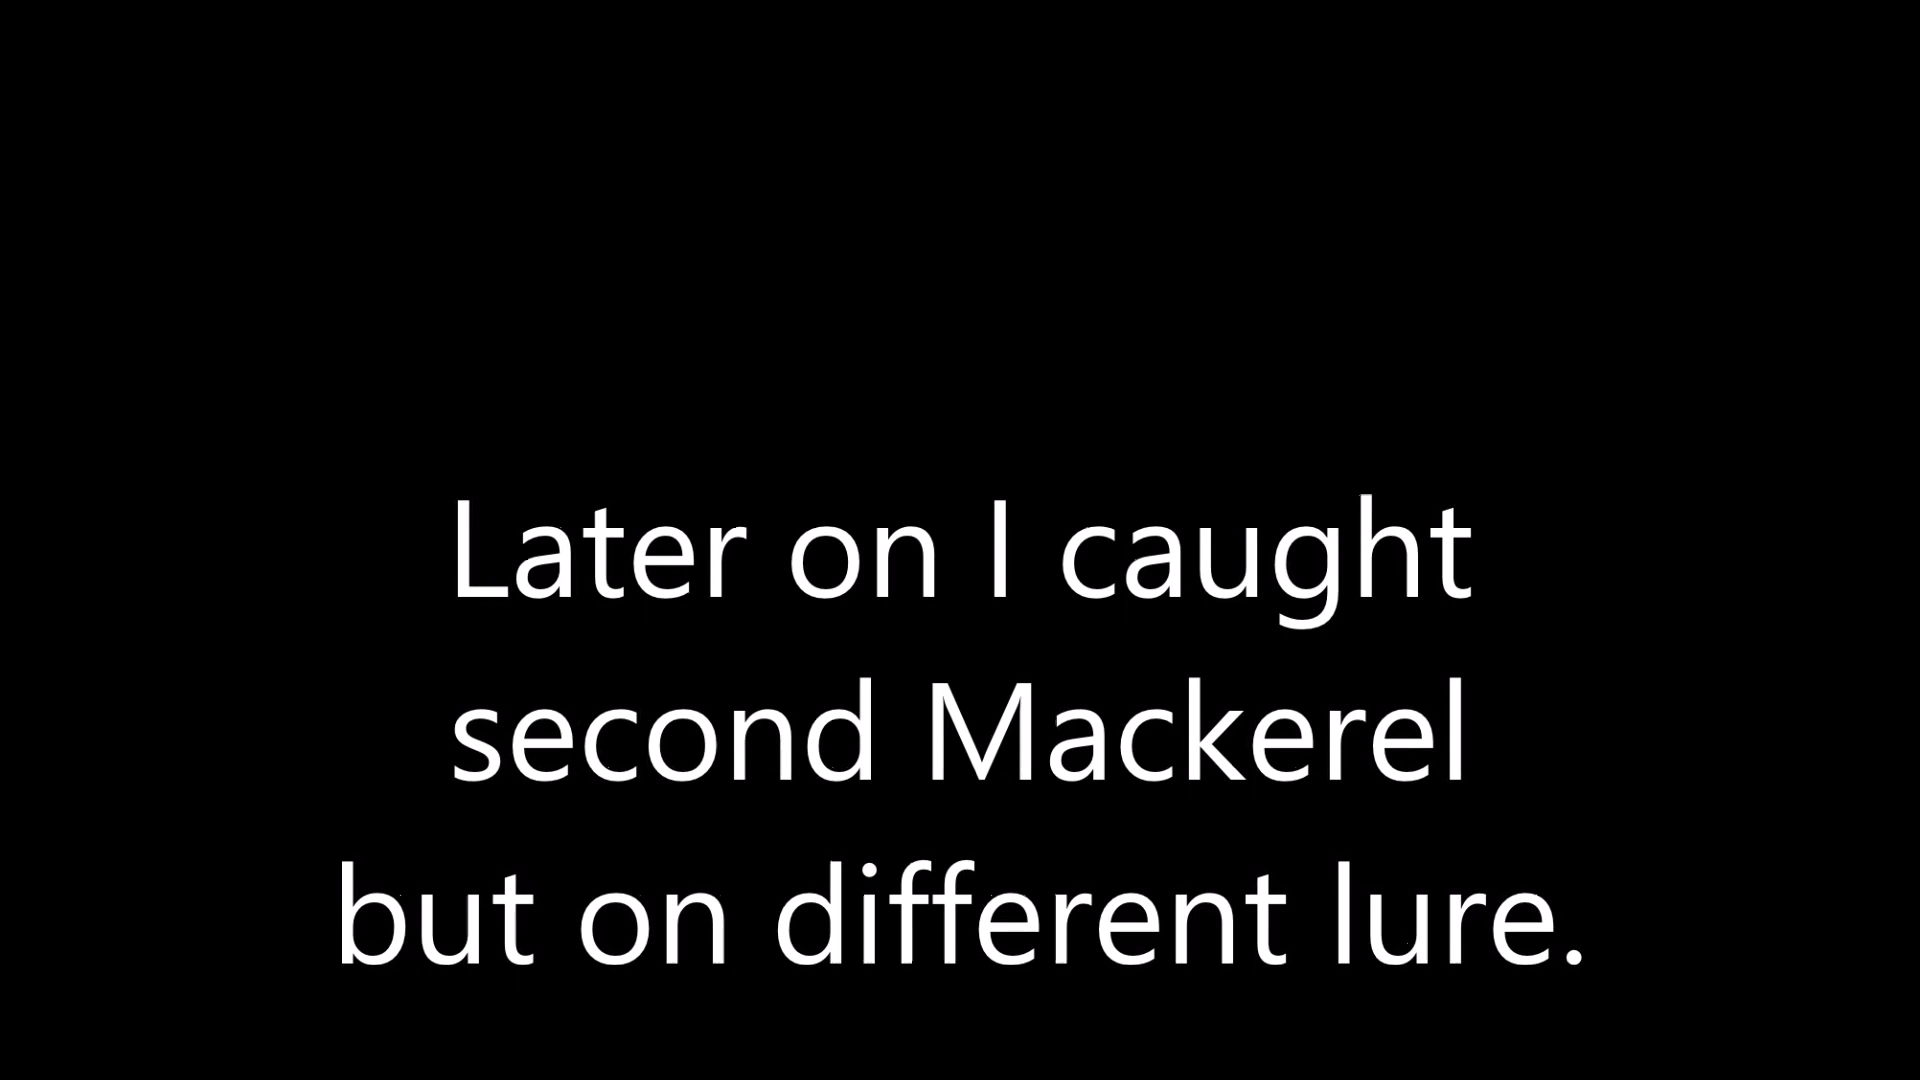 Later on I caught
second Mackerel
but on different lure.